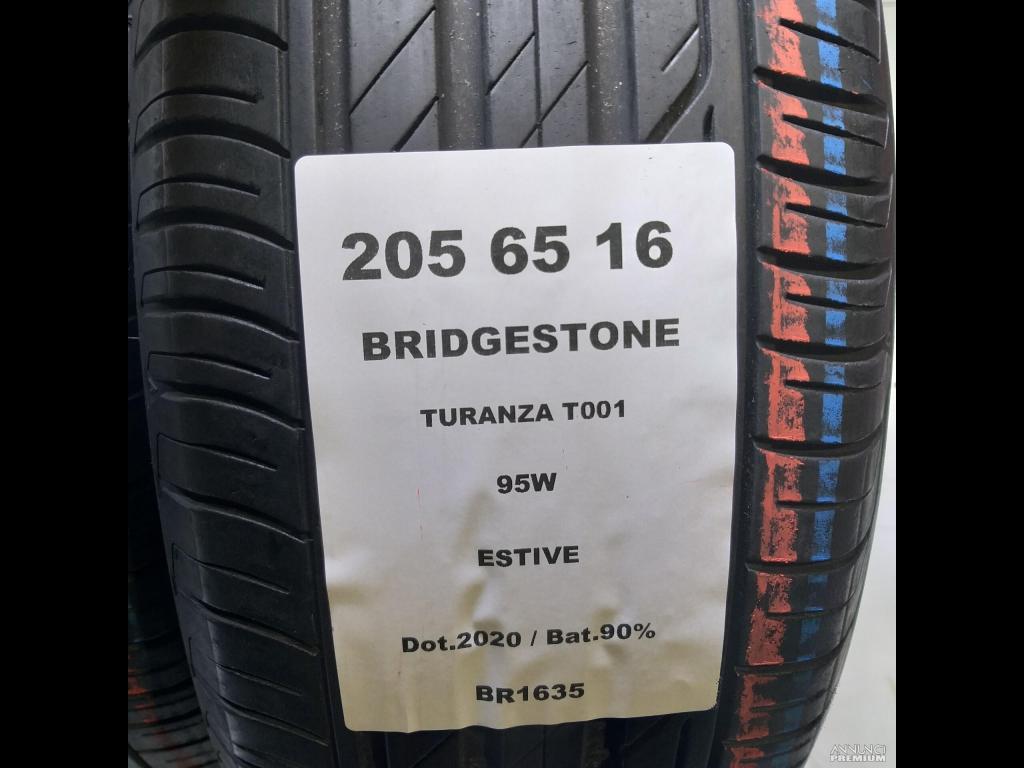 205 65 16
BRIDGESTONE
TURANZA T001
95W
ESTIVE
Dot.2020 / Bat.90%
BR1635
ANNUNCI
PREMIUM